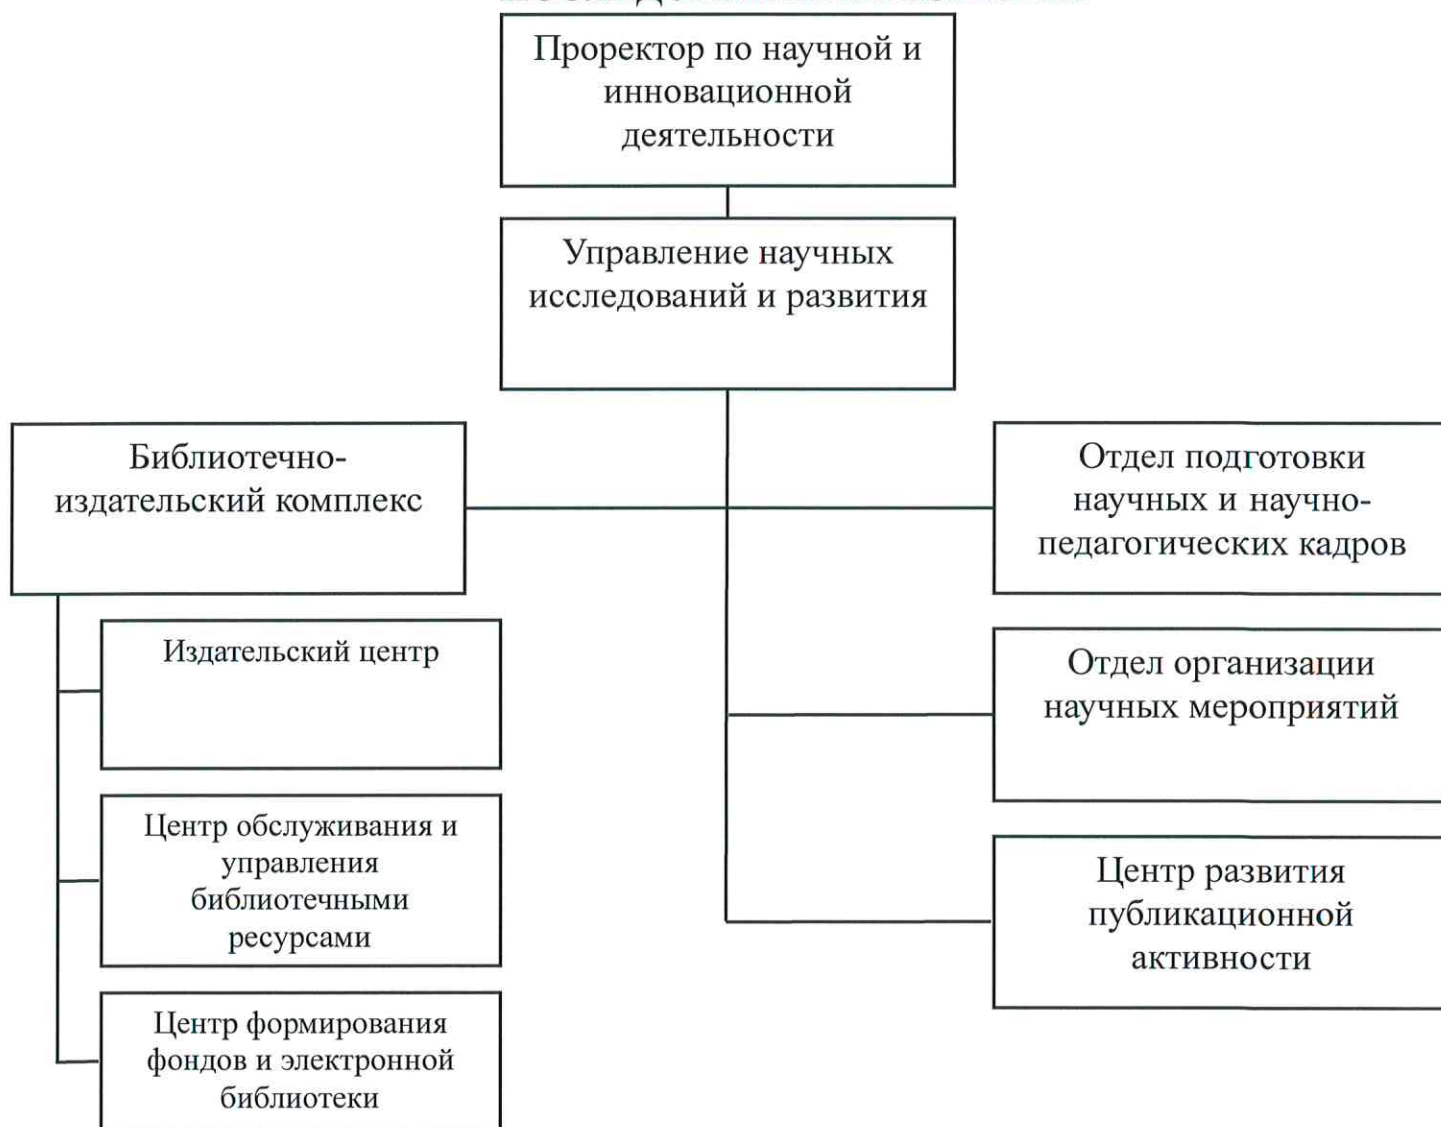 Проректор по научной и
инновационной
деятельности
Управление научных
исследований и развития
Библиотечно-
издательский комплекс
Отдел подготовки
научных и научно-
педагогических кадров
Издательский центр
Отдел организации
научных мероприятий
Центр обслуживания и
управления
библиотечными
ресурсами
Центр развития
публикационной
активности
Центр формирования
фондов и электронной
библиотеки